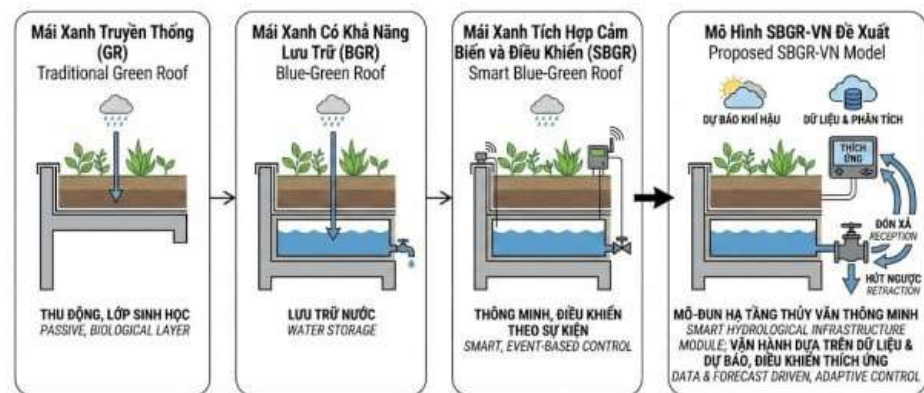 Mái Xanh Truyền Thống
(GR)
Traditional Green Roof
THU ĐỘNG, LỚP SINH HỌC
PASSIVE, BIOLOGICAL LAYER
Mái Xanh Có Khả Năng
Lưu Trữ (BGR)
Blue-Green Roof
LƯU TRỮ NƯỚC
WATER STORAGE
Mái Xanh Tích Hợp Cảm
Biến và Điều Khiển (SBGR)
Smart Blue-Green Roof
THÔNG MINH, ĐIỀU KHIỂN
THEO SỰ KIỆN
SMART, EVENT-BASED CONTROL
Mô Hình SBGR-VN Đề Xuất
Proposed SBGR-VN Model
DỰ BÁO KHÍ HẬU
DỮ LIỆU & PHÂN TÍCH
THÍCH
ỨNG
ĐÓN XẢ
RECEPTION
HÚT NGƯỢC
RETRACTION
MÔ-ĐUN HẠ TẦNG THỦY VĂN THÔNG MINH
SMART HYDROLOGICAL INFRASTRUCTURE
MODULE; VẬN HÀNH DỰA TRÊN DỮ LIỆU &
DỰ BÁO, ĐIỀU KHIỂN THÍCH ỨNG
DATA & FORECAST DRIVEN, ADAPTIVE CONTROL